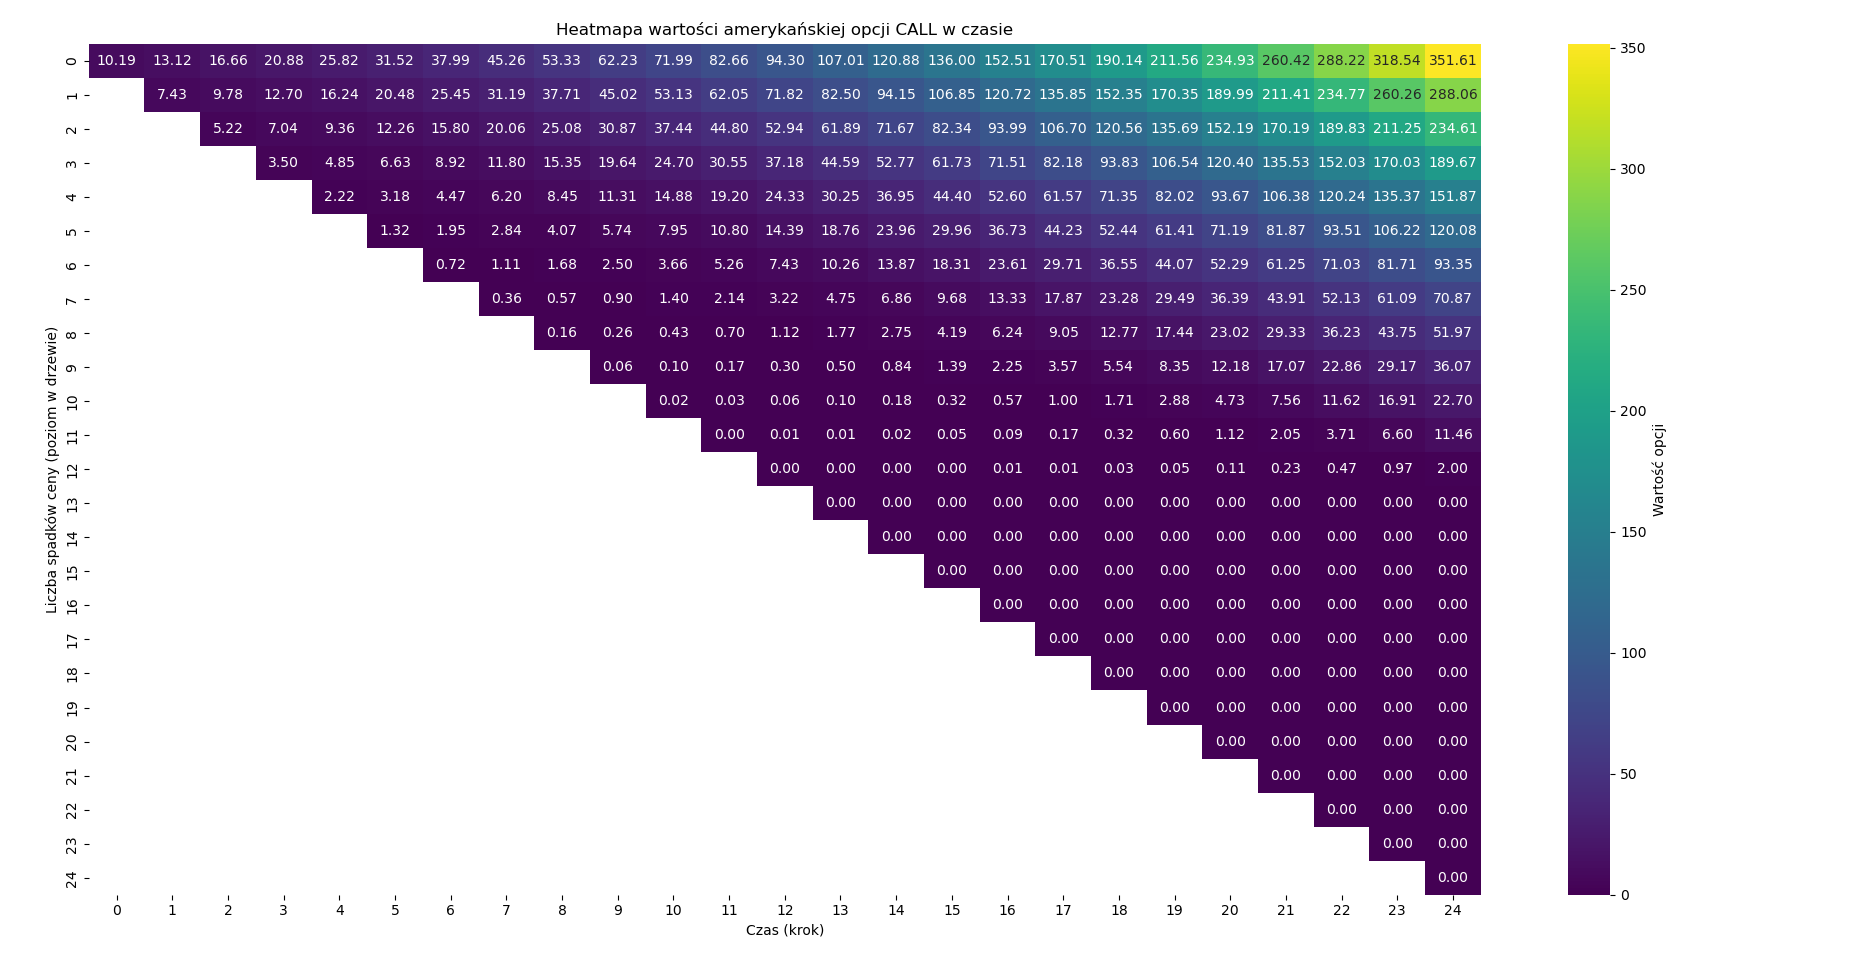 Heatmapa wartości amerykańskiej opcji CALL w czasie
0 10.19 13.12 16.66 20.88 25.82 31.52 37.99 45.26 53.33 62.23 71.99 82.66 94.30 107.01 120.88 136.00 152.51 170.51 190.14 211.56 234.93 260.42 288.22 318.54 351.61
1 7.43 9.78 12.70 16.24 20.48 25.45 31.19 37.71 45.02 53.13 62.05 71.82 82.50 94.15 106.85 120.72 135.85 152.35 170.35 189.99 211.41 234.77 260.26 288.06
2 5.22 7.04 9.36 12.26 15.80 20.06 25.08 30.87 37.44 44.80 52.94 61.89 71.67 82.34 93.99 106.70 120.56 135.69 152.19 170.19 189.83 211.25 234.61
3 3.50 4.85 6.63 8.92 11.80 15.35 19.64 24.70 30.55 37.18 44.59 52.77 61.73 71.51 82.18 93.83 106.54 120.40 135.53 152.03 170.03 189.67
4 2.22 3.18 4.47 6.20 8.45 11.31 14.88 19.20 24.33 30.25 36.95 44.40 52.60 61.57 71.35 82.02 93.67 106.38 120.24 135.37 151.87
5 1.32 1.95 2.84 4.07 5.74 7.95 10.80 14.39 18.76 23.96 29.96 36.73 44.23 52.44 61.41 71.19 81.87 93.51 106.22 120.08
6 0.72 1.11 1.68 2.50 3.66 5.26 7.43 10.26 13.87 18.31 23.61 29.71 36.55 44.07 52.29 61.25 71.03 81.71 93.35
7 0.36 0.57 0.90 1.40 2.14 3.22 4.75 6.86 9.68 13.33 17.87 23.28 29.49 36.39 43.91 52.13 61.09 70.87
8 0.16 0.26 0.43 0.70 1.12 1.77 2.75 4.19 6.24 9.05 12.77 17.44 23.02 29.33 36.23 43.75 51.97
9 0.06 0.10 0.17 0.30 0.50 0.84 1.39 2.25 3.57 5.54 8.35 12.18 17.07 22.86 29.17 36.07
10 0.02 0.03 0.06 0.10 0.18 0.32 0.57 1.00 1.71 2.88 4.73 7.56 11.62 16.91 22.70
11 0.00 0.01 0.01 0.02 0.05 0.09 0.17 0.32 0.60 1.12 2.05 3.71 6.60 11.46
12 0.00 0.00 0.00 0.00 0.01 0.01 0.03 0.05 0.11 0.23 0.47 0.97 2.00
13 0.00 0.00 0.00 0.00 0.00 0.00 0.00 0.00 0.00 0.00 0.00 0.00
14 0.00 0.00 0.00 0.00 0.00 0.00 0.00 0.00 0.00 0.00 0.00
15 0.00 0.00 0.00 0.00 0.00 0.00 0.00 0.00 0.00 0.00
16 0.00 0.00 0.00 0.00 0.00 0.00 0.00 0.00 0.00
17 0.00 0.00 0.00 0.00 0.00 0.00 0.00 0.00
18 0.00 0.00 0.00 0.00 0.00 0.00 0.00
19 0.00 0.00 0.00 0.00 0.00 0.00
20 0.00 0.00 0.00 0.00 0.00
21 0.00 0.00 0.00 0.00
22 0.00 0.00 0.00
23 0.00 0.00
24 0.00
0 1 2 3 4 5 6 7 8 9 10 11 12 13 14 15 16 17 18 19 20 21 22 23 24
Czas (krok)
Liczba spadków ceny (poziom w drzewie)
350
300
250
200
150
100
50
0
Wartość opcji